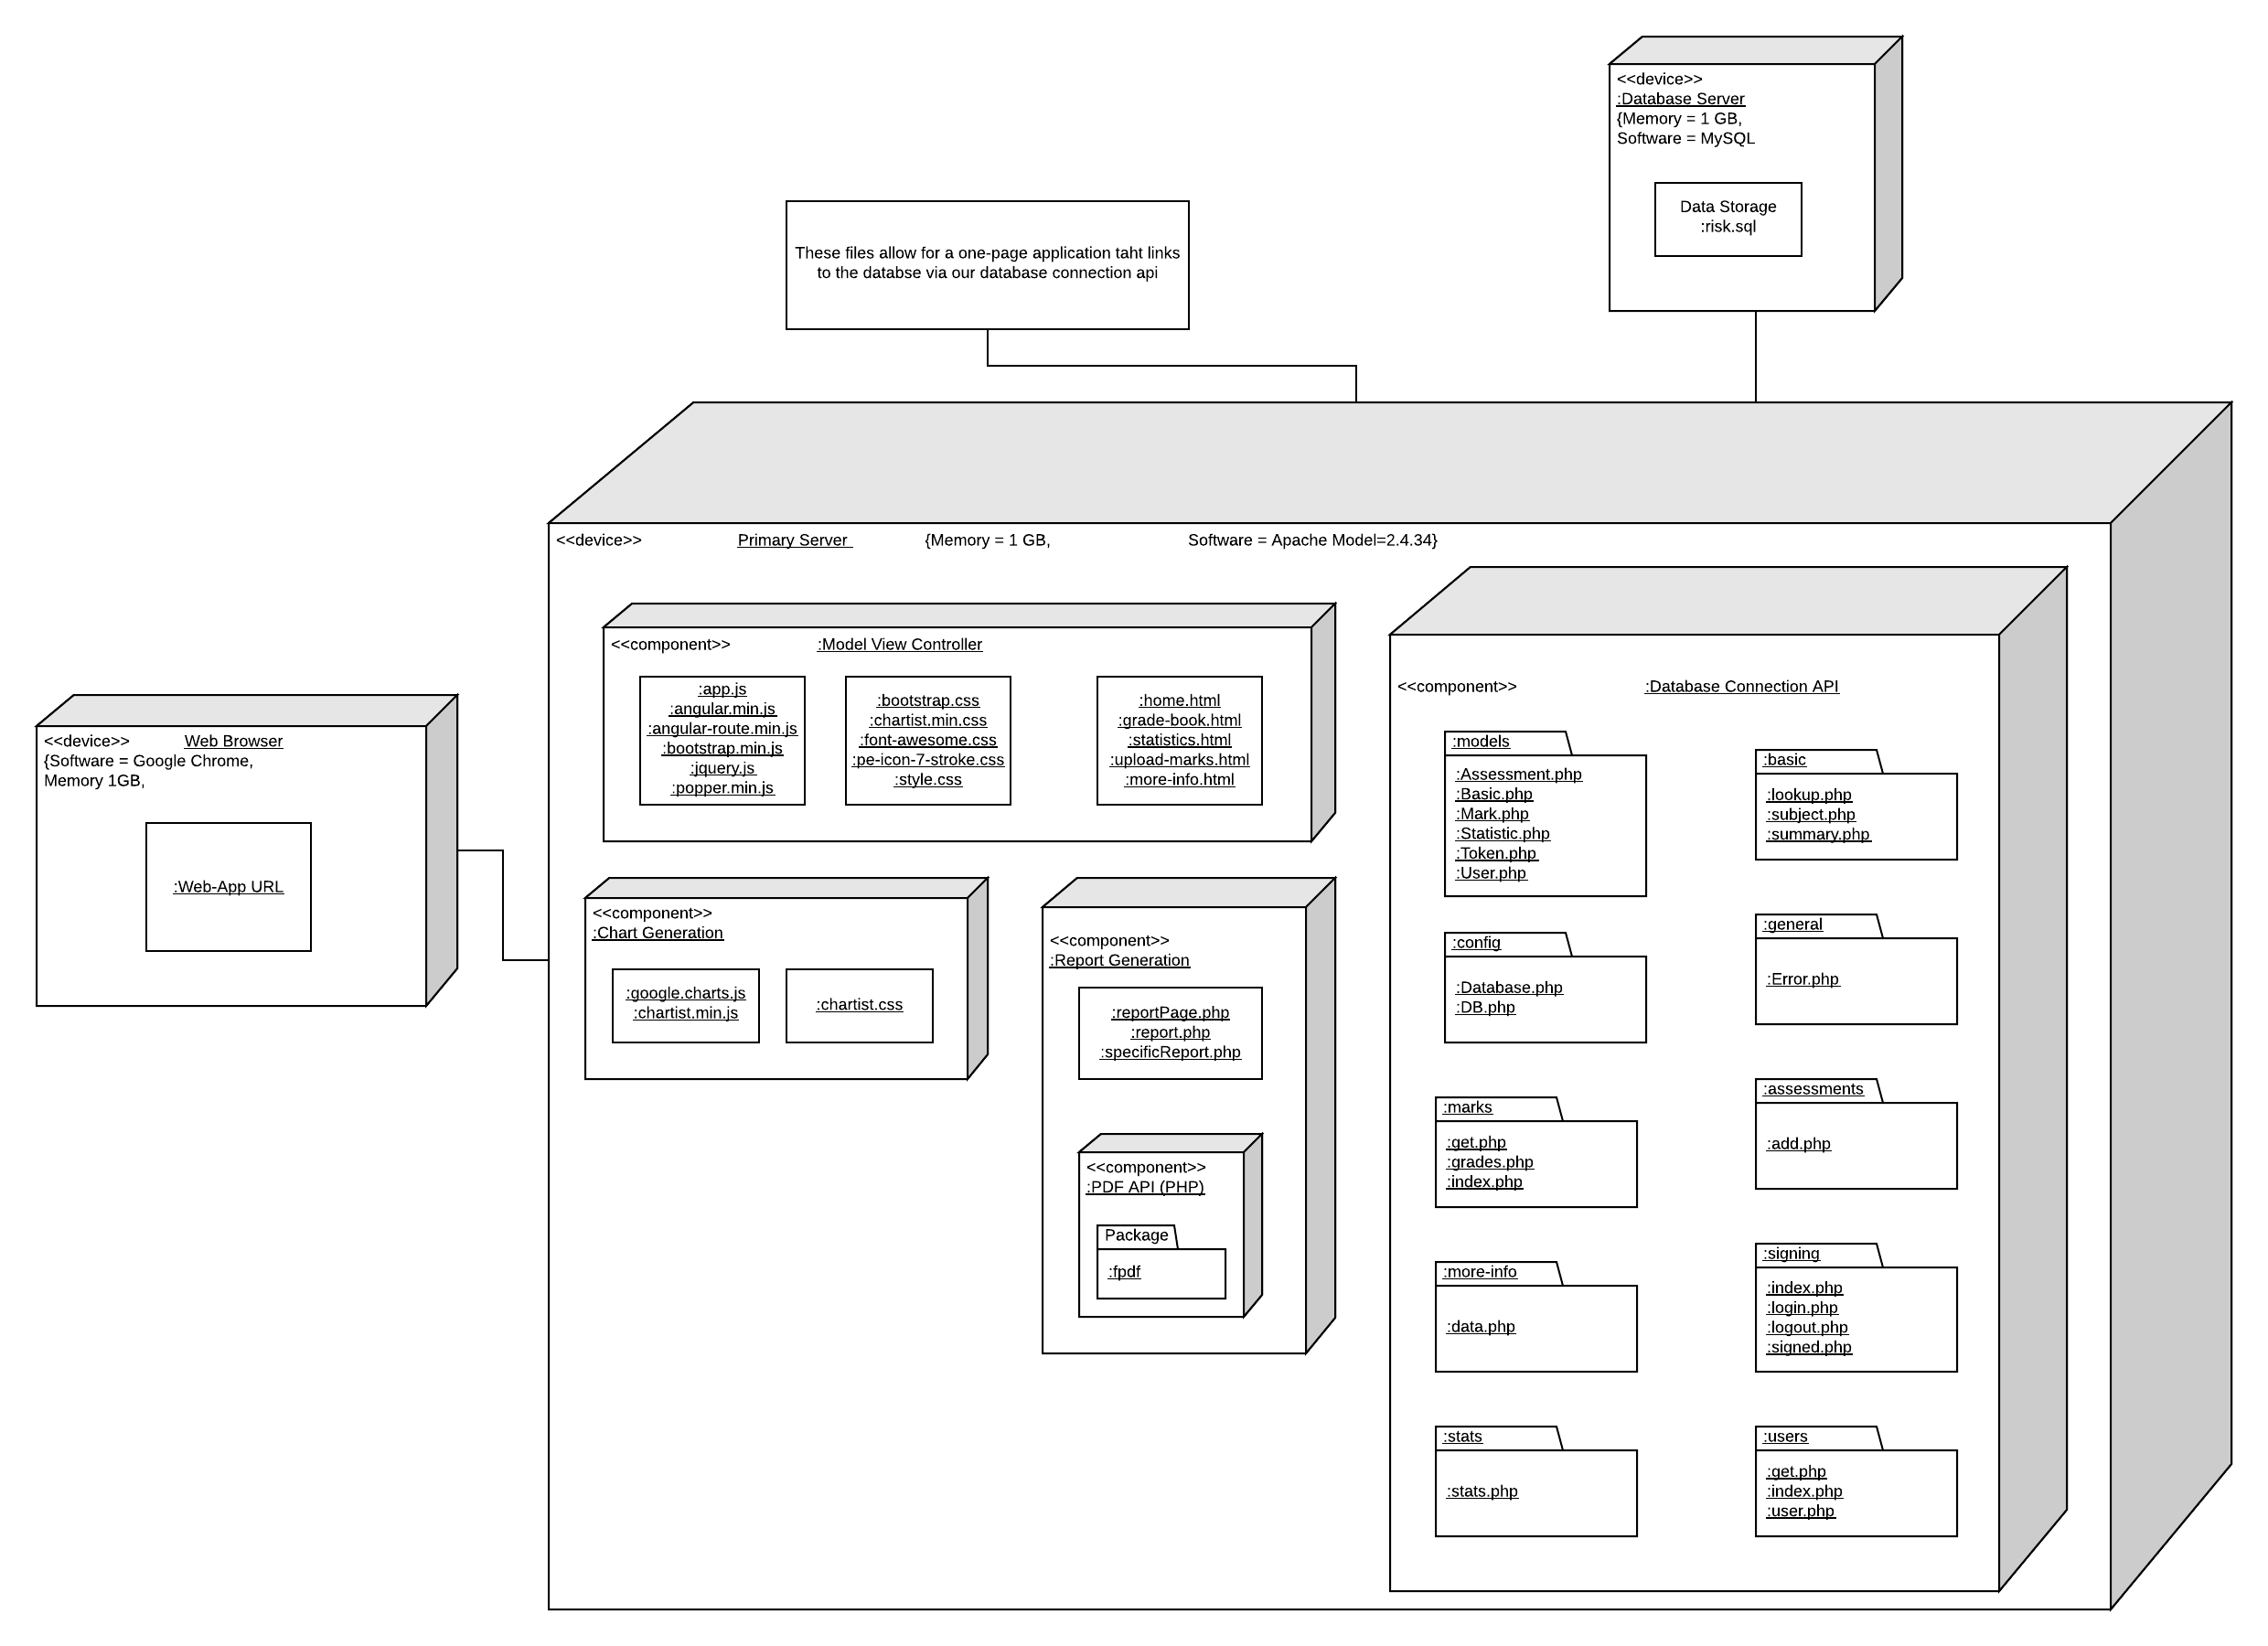 <<device>>
:Database Server
{Memory = 1 GB,
Software = MySQL
Data Storage
:risk.sql
These files allow for a one-page application taht links
to the databse via our database connection api
<<device>> Primary Server {Memory = 1 GB, Software = Apache Model=2.4.34}
<<component>> :Model View Controller
:app.js
:angular.min.js
:angular-route.min.js
:bootstrap.min.js
:jquery.js
:popper.min.js
:bootstrap.css
:chartist.min.css
:font-awesome.css
:pe-icon-7-stroke.css
:style.css
:home.html
:grade-book.html
:statistics.html
:upload-marks.html
:more-info.html
<<device>> Web Browser
{Software = Google Chrome,
Memory 1GB,
:Web-App URL
<<component>>
:Chart Generation
:google.charts.js
:chartist.min.js
:chartist.css
<<component>>
:Report Generation
:reportPage.php
:report.php
:specificReport.php
<<component>>
:PDF API (PHP)
Package
:fpdf
<<component>> :Database Connection API
:models
:Assessment.php
:Basic.php
:Mark.php
:Statistic.php
:Token.php
:User.php
:basic
:lookup.php
:subject.php
:summary.php
:config
:Database.php
:DB.php
:general
:Error.php
:marks
:get.php
:grades.php
:index.php
:assessments
:add.php
:more-info
:data.php
:signing
:index.php
:login.php
:logout.php
:signed.php
:stats
:stats.php
:users
:get.php
:index.php
:user.php